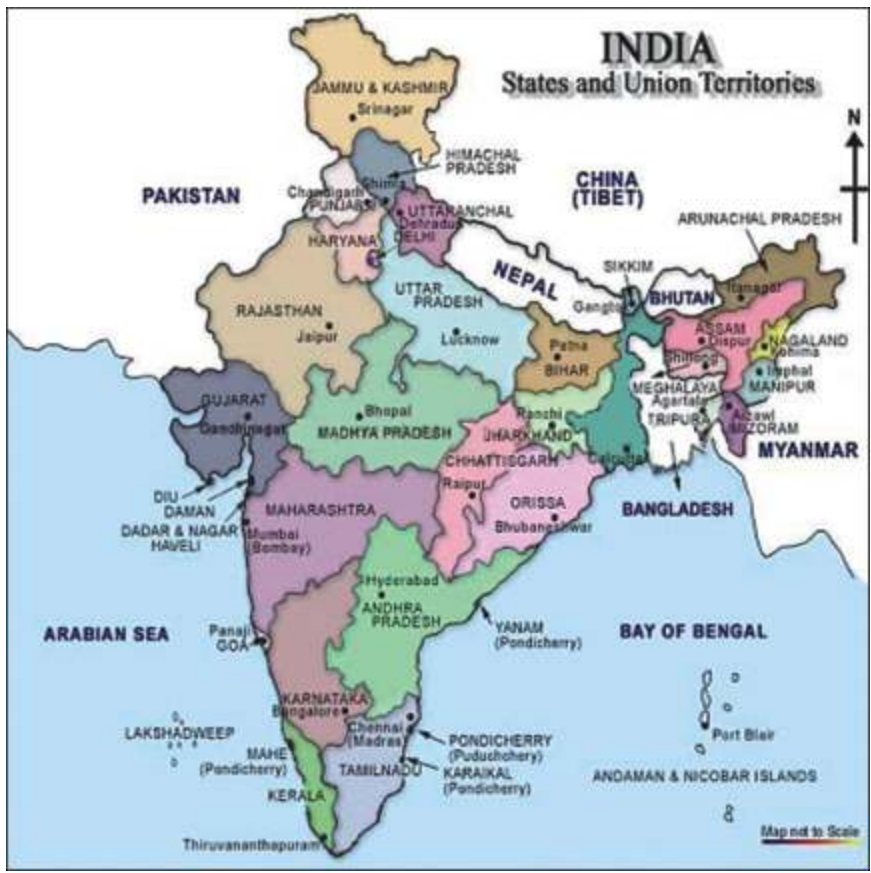 INDIA
States and Union Territories
N
JAMMU & KASHMIR
Srinagar
HIMACHAL
PRADESH
PAKISTAN
CHINA
(TIBET)
Shimla
Chandigarh
PUNJAB
UTTARANCHAL
Dehradun
HARYANA
DELHI
ARUNACHAL PRADESH
NEPAL
SIKKIM
Gangtok
BHUTAN
Itanagar
UTTAR
PRADESH
RAJASTHAN
Jaipur
Lucknow
Patna
BIHAR
ASSAM
Dispur
NAGALAND
Kohima
Shillong
MEGHALAYA
Imphal
MANIPUR
Agartala
TRIPURA
Aizawl
MIZORAM
MYANMAR
GUJARAT
Gandhinagar
Bhopal
MADHYA PRADESH
Ranchi
JHARKHAND
CHHATTISGARH
Raipur
Calcutta
BANGLADESH
DIU
DAMAN
DADAR & NAGAR
HAVELI
MAHARASHTRA
Mumbai
(Bombay)
ORISSA
Bhubaneshwar
Hyderabad
ANDHRA
PRADESH
YANAM
(Pondicherry)
ARABIAN SEA
Panaji
GOA
BAY OF BENGAL
KARNATAKA
Bangalore
Chennai
(Madras)
LAKSHADWEEP
MAHE
(Pondicherry)
PONDICHERRY
(Puduchchery)
TAMILNADU
KARAIKAL
(Pondicherry)
KERALA
Port Blair
ANDAMAN & NICOBAR ISLANDS
Thiruvananthapuram
Map not to Scale